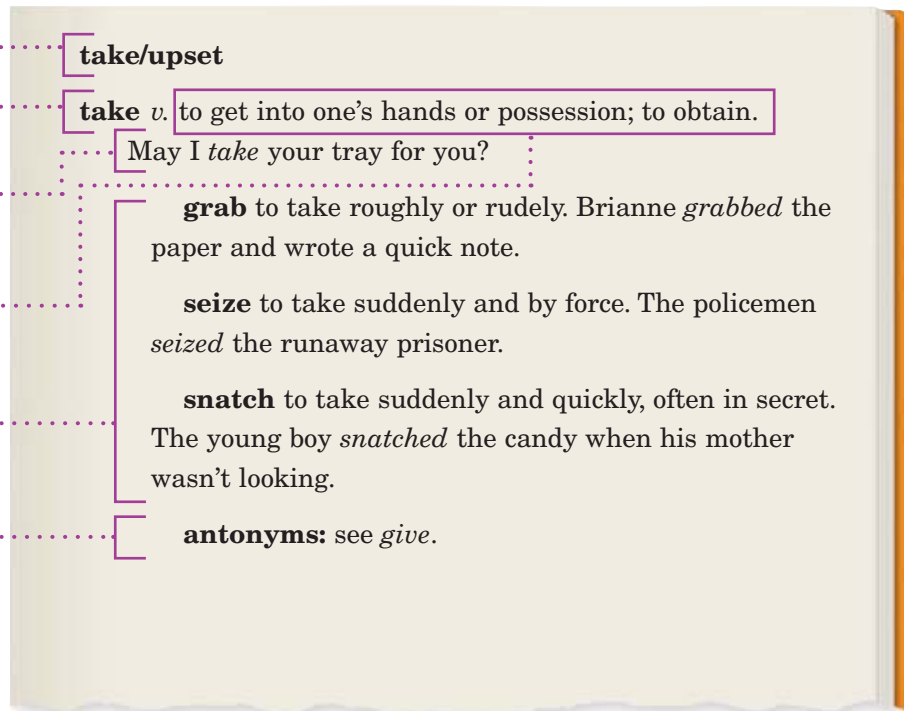 take/upset
take v. to get into one’s hands or possession; to obtain.
May I take your tray for you?
grab to take roughly or rudely. Brianne grabbed the
paper and wrote a quick note.
seize to take suddenly and by force. The policemen
seized the runaway prisoner.
snatch to take suddenly and quickly, often in secret.
The young boy snatched the candy when his mother
wasn’t looking.
antonyms: see give.